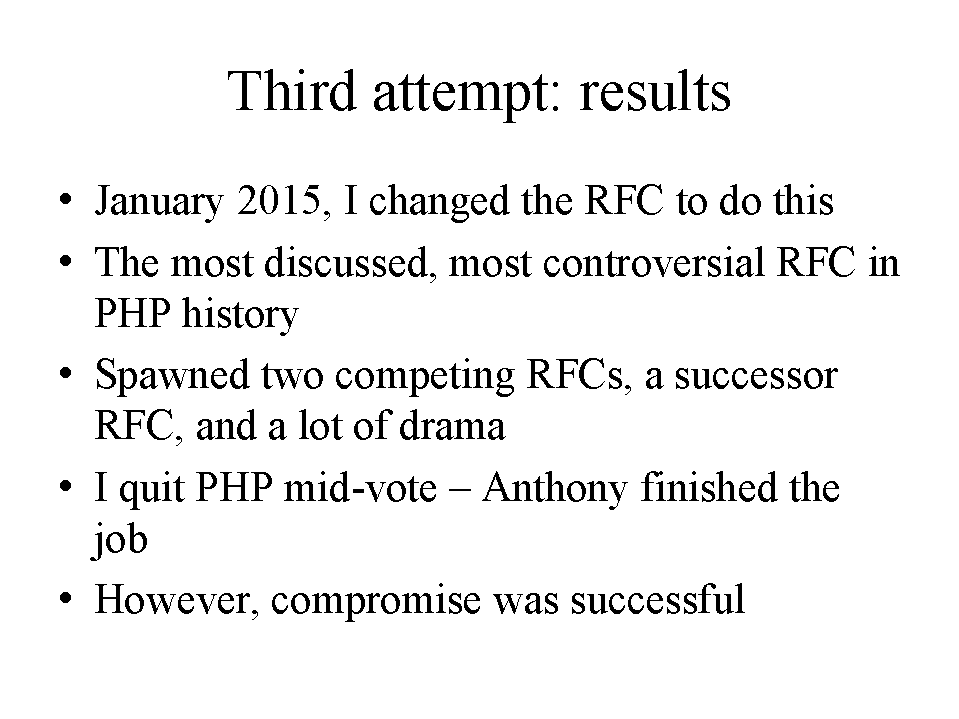 Third attempt: results
• January 2015, I changed the RFC to do this
• The most discussed, most controversial RFC in
PHP history
• Spawned two competing RFCs, a successor
RFC, and a lot of drama
• I quit PHP mid-vote – Anthony finished the
job
• However, compromise was successful